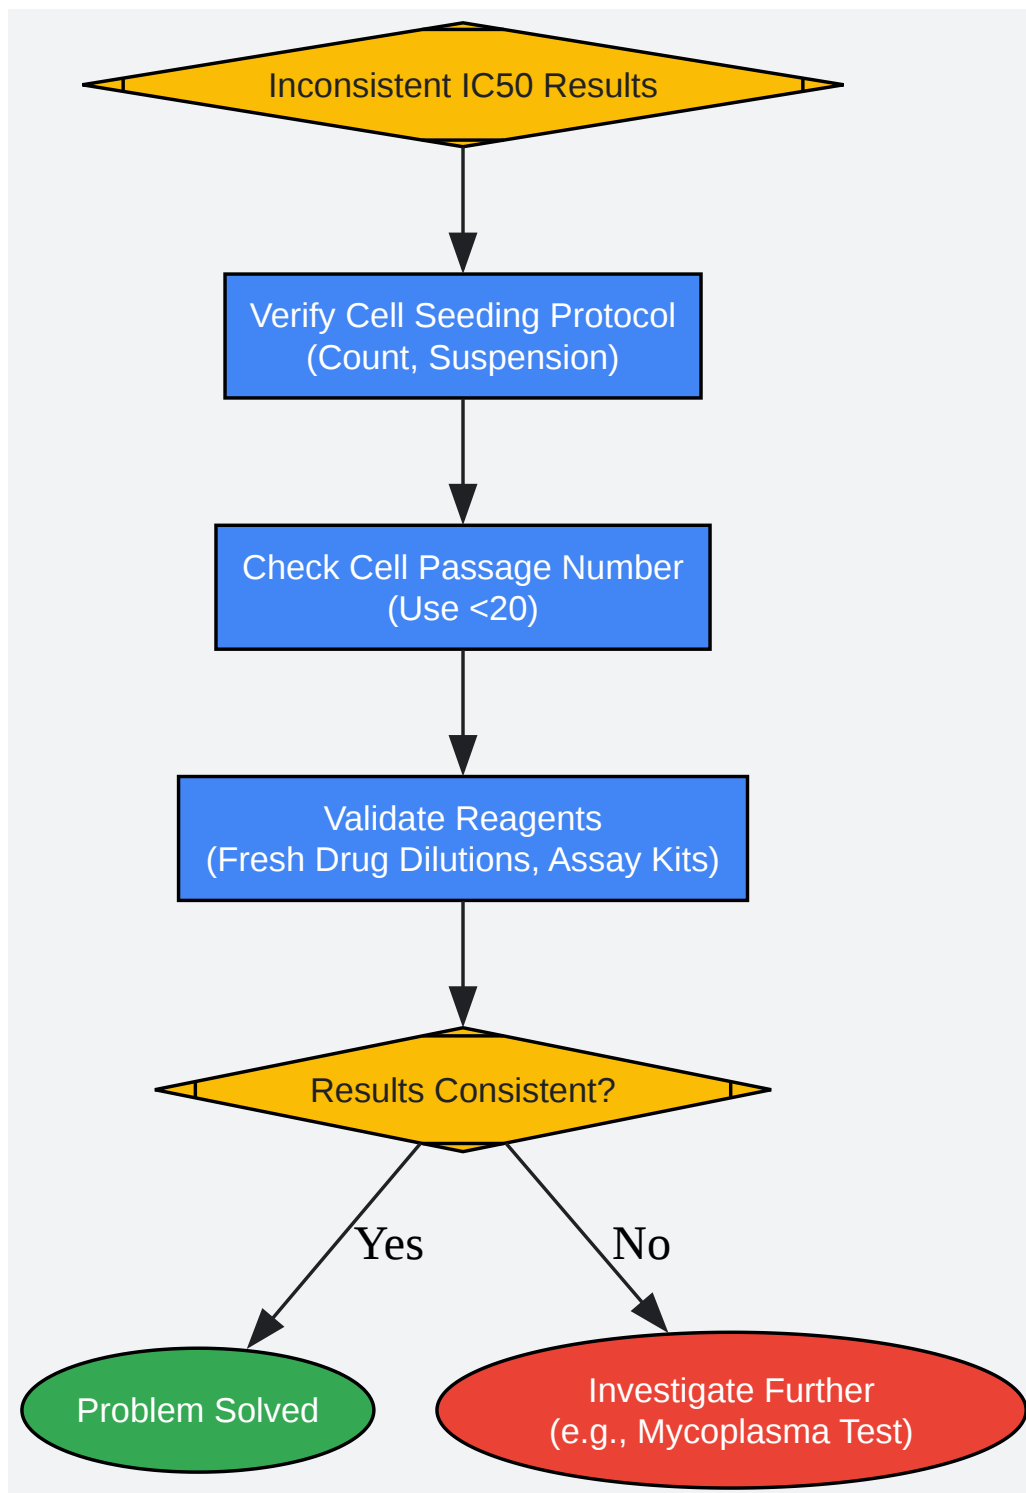 Inconsistent IC50 Results
Verify Cell Seeding Protocol
(Count, Suspension)
Check Cell Passage Number
(Use <20)
Validate Reagents
(Fresh Drug Dilutions, Assay Kits)
Results Consistent?
Yes
No
Problem Solved
Investigate Further
(e.g., Mycoplasma Test)